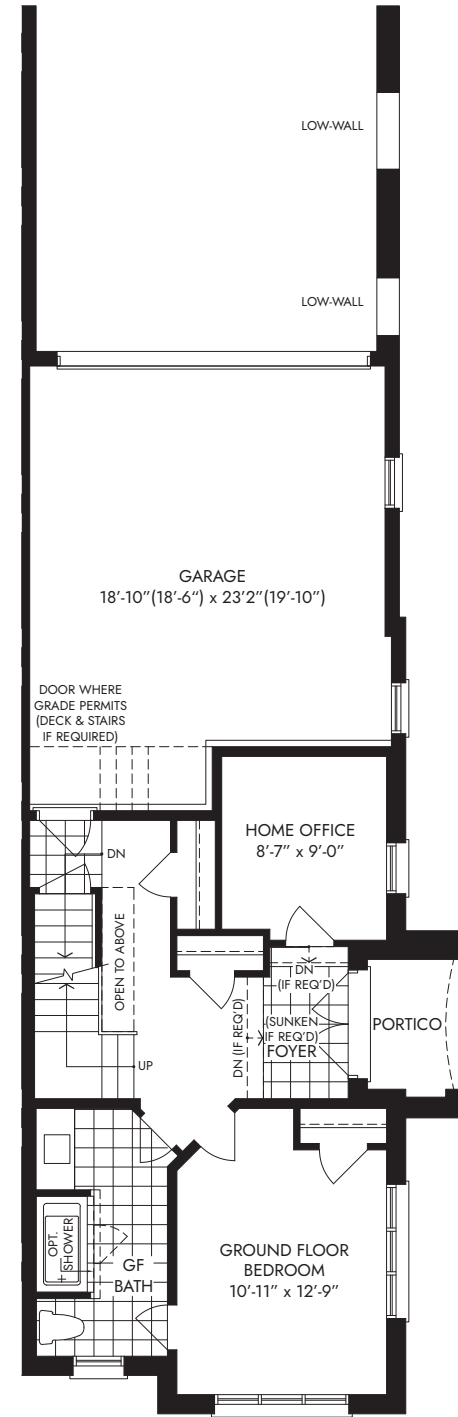 LOW-WALL
LOW-WALL
GARAGE
18'-10"(18'-6") x 23'2"(19'-10")
DOOR WHERE
GRADE PERMITS
(DECK & STAIRS
IF REQUIRED)
HOME OFFICE
8'-7" x 9'-0"
DN
OPEN TO ABOVE
DN
(IF REQ'D)
DN (IF REQ'D)
(SUNKEN
IF REQ'D)
FOYER
PORTICO
UP
OPT.
SHOWER
GF
BATH
GROUND FLOOR
BEDROOM
10'-11" x 12'-9"